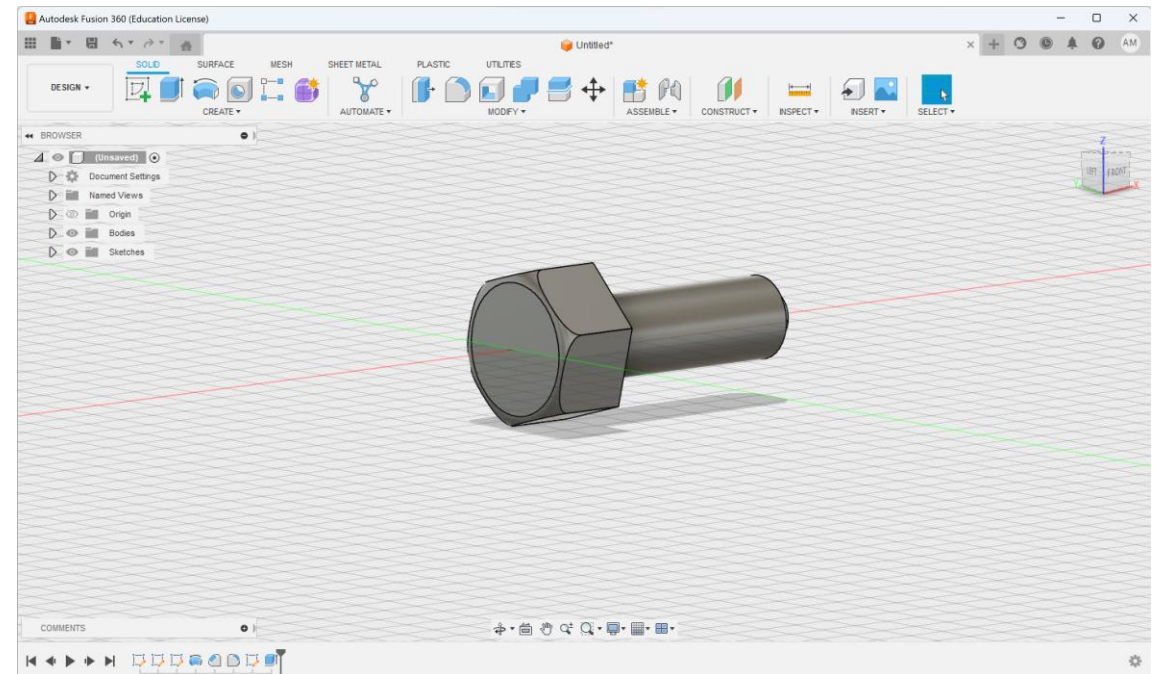 Autodesk Fusion 360 (Education License)
Untitled*
AM
SOLID SURFACE MESH SHEET METAL PLASTIC UTILITIES
DESIGN
CREATE AUTOMATE MODIFY ASSEMBLE CONSTRUCT INSPECT INSERT SELECT
BROWSER
(Unsaved)
Document Settings
Named Views
Origin
Bodies
Sketches
Z
LEFT FRONT
Y X
COMMENTS